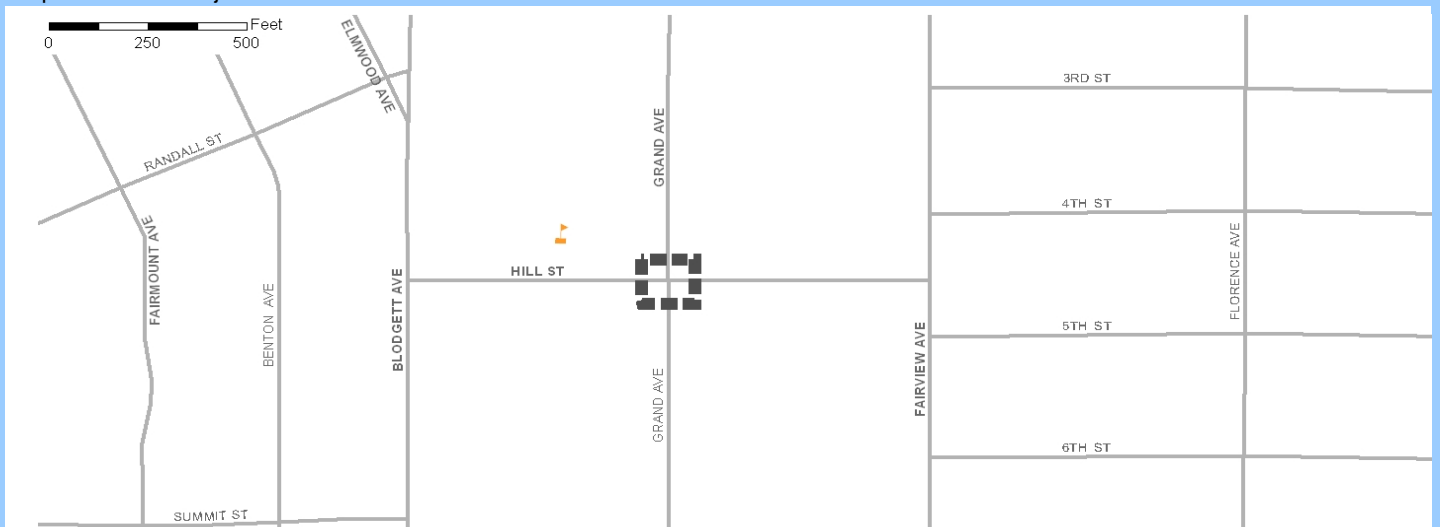 Feet
0 250 500
ELMWOOD AVE
3RD ST
GRAND AVE
RANDALL ST
4TH ST
FAIRMOUNT AVE
FLORENCE AVE
HILL ST
BLODGETT AVE
BENTON AVE
5TH ST
FAIRVIEW AVE
GRAND AVE
6TH ST
SUMMIT ST